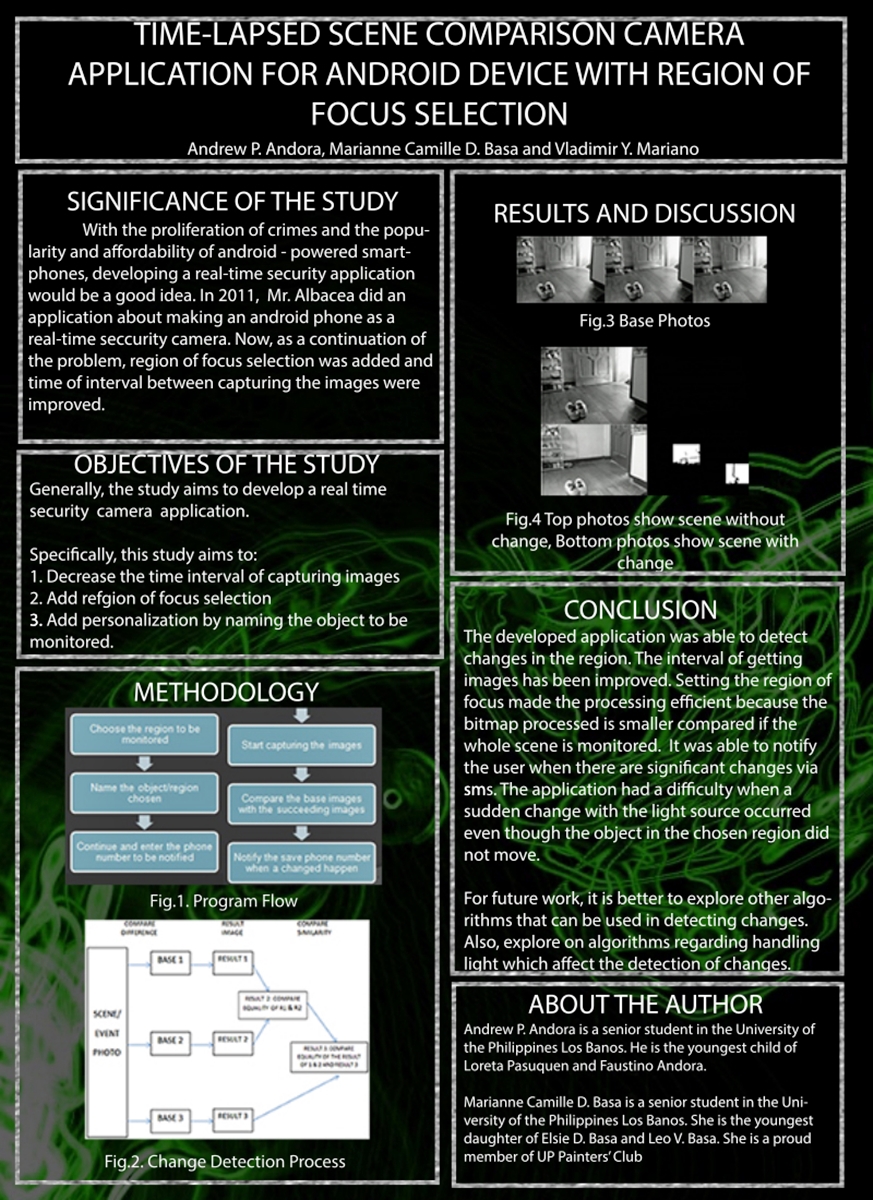 TIME-LAPSED SCENE COMPARISON CAMERA
APPLICATION FOR ANDROID DEVICE WITH REGION OF
FOCUS SELECTION
Andrew P. Andora, Marianne Camille D. Basa and Vladimir Y. Mariano
SIGNIFICANCE OF THE STUDY
With the proliferation of crimes and the popu-
larity and affordability of android - powered smart-
phones, developing a real-time security application
would be a good idea. In 2011, Mr. Albacea did an
application about making an android phone as a
real-time seccurity camera. Now, as a continuation of
the problem, region of focus selection was added and
time of interval between capturing the images were
improved.
OBJECTIVES OF THE STUDY
Generally, the study aims to develop a real time
security camera application.
Specifically, this study aims to:
1. Decrease the time interval of capturing images
2. Add refgion of focus selection
3. Add personalization by naming the object to be
monitored.
METHODOLOGY
Choose the region to be
monitored
Name the object/region
chosen
Continue and enter the phone
number to be notified
Start capturing the images
Compare the base images
with the succeeding images
Notify the save phone number
when a changed happen
Fig.1. Program Flow
COMPARE
DIFFERENCE
RESULT
IMAGE
COMPARE
SIMILARITY
SCENE/
EVENT
PHOTO
BASE 1
RESULT 1
BASE 2
RESULT 2
BASE 3
RESULT 3
RESULT 2: COMPARE
EQUALITY OF R1 & R2
RESULT 3: COMPARE
EQUALITY OF THE RESULT
OF 1 & 2 AND RESULT 3
Fig.2. Change Detection Process
RESULTS AND DISCUSSION
Fig.3 Base Photos
Fig.4 Top photos show scene without
change, Bottom photos show scene with
change
CONCLUSION
The developed application was able to detect
changes in the region. The interval of getting
images has been improved. Setting the region of
focus made the processing efficient because the
bitmap processed is smaller compared if the
whole scene is monitored. It was able to notify
the user when there are significant changes via
sms. The application had a difficulty when a
sudden change with the light source occurred
even though the object in the chosen region did
not move.
For future work, it is better to explore other algo-
rithms that can be used in detecting changes.
Also, explore on algorithms regarding handling
light which affect the detection of changes.
ABOUT THE AUTHOR
Andrew P. Andora is a senior student in the University of
the Philippines Los Banos. He is the youngest child of
Loreta Pasuquen and Faustino Andora.
Marianne Camille D. Basa is a senior student in the Uni-
versity of the Philippines Los Banos. She is the youngest
daughter of Elsie D. Basa and Leo V. Basa. She is a proud
member of UP Painters' Club